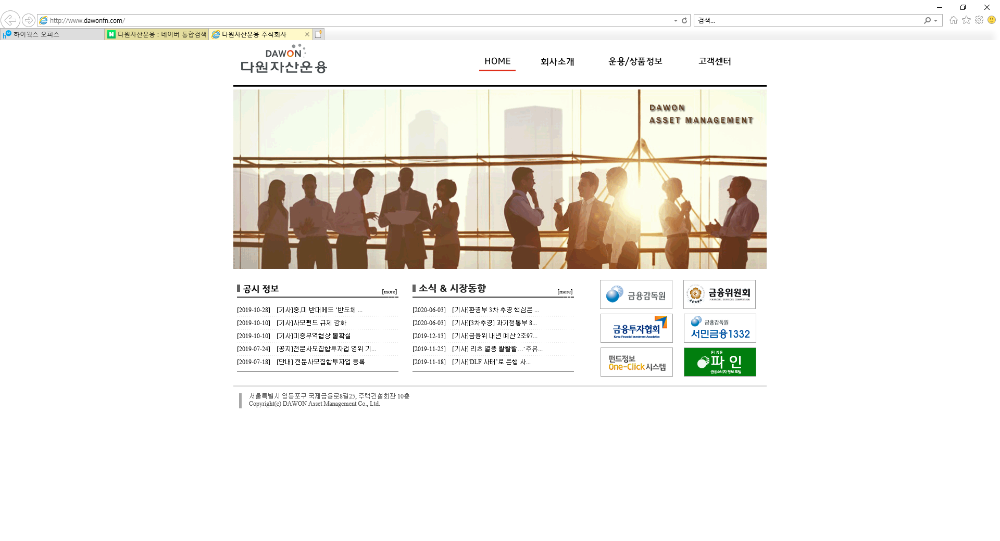 http://www.dawonfn.com/
검색...
하이웍스 오피스
다원자산운용 : 네이버 통합검색
다원자산운용 주식회사
DAWON
다원자산운용
HOME
회사소개
운용/상품정보
고객센터
DAWON
ASSET MANAGEMENT
공시 정보
[more]
[2019-10-28] [기사]중,미 반대에도 ‘반도체 ...
[2019-10-10] [기사]사모펀드 규제 강화
[2019-10-10] [기사]미중무역협상 불확실
[2019-07-24] [공지]전문사모집합투자업 영위 기...
[2019-07-18] [안내] 전문사모집합투자업 등록
소식 & 시장동향
[more]
[2020-06-03] [기사]환경부 3차 추경 핵심은 ...
[2020-06-03] [기사][3차추경] 과기정통부 8...
[2019-12-13] [기사]금융위 내년 예산 2조97...
[2019-11-25] [기사] 리츠 열풍 콸콸콸…`주유...
[2019-11-18] [기사]'DLF 사태’로 은행 사...
금융감독원
금융위원회
FINANCIAL SERVICES COMMISSION
금융투자협회
Korea Financial Investment Association
금융감독원
서민금융1332
펀드정보
One-Click 시스템
FINE
파인
금융소비자 정보 포털
서울특별시 영등포구 국제금융로8길25, 주택건설회관 10층
Copyright(c) DAWON Asset Management Co., Ltd.